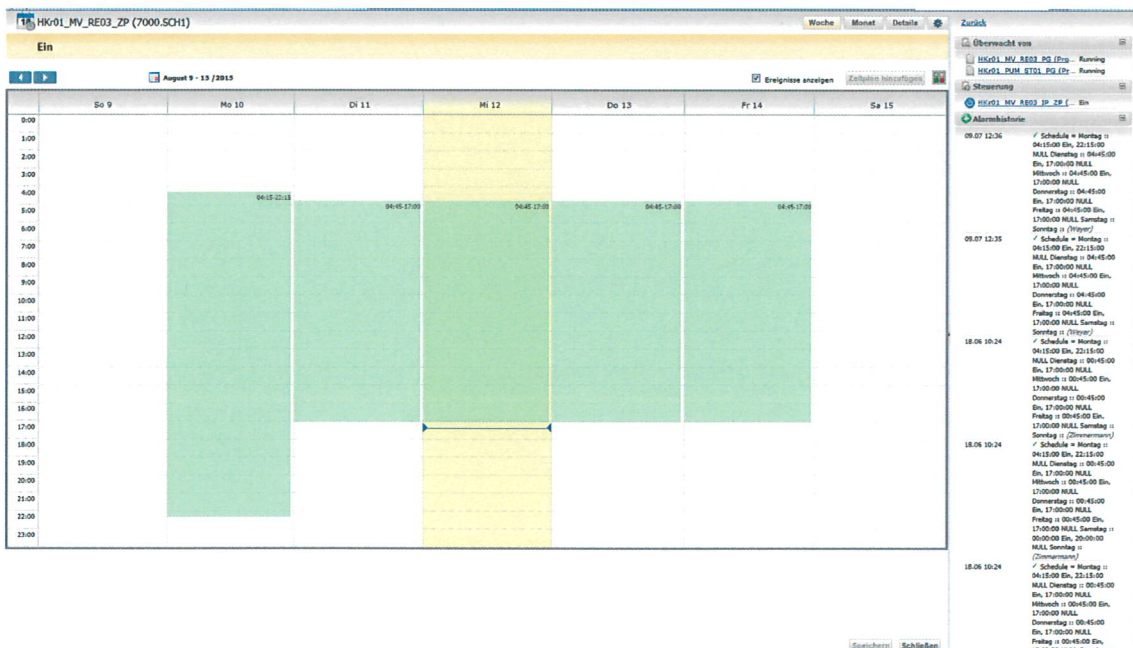 HKr01_MV_RE03_ZP (7000.SCH1)
Woche Monat Details
Ein
August 9 - 15 /2015
Ereignisse anzeigen Zeitplan hinzufügen
So 9 Mo 10 Di 11 Mi 12 Do 13 Fr 14 Sa 15
0:00
1:00
2:00
3:00
4:00
04:15-22:15
04:45-17:00 04:45-17:00 04:45-17:00 04:45-17:00
5:00
6:00
7:00
8:00
9:00
10:00
11:00
12:00
13:00
14:00
15:00
16:00
17:00
18:00
19:00
20:00
21:00
22:00
23:00
Speichern Schließen
Zurück
Überwacht von
HKr01_MV_RE03_PG (Pro... Running
HKr01_PUM_ST01_PG (Pr... Running
Steuerung
HKr01_MV_RE03_IP_ZP (... Ein
Alarmhistorie
09.07 12:36 ✓ Schedule = Montag ::
04:15:00 Ein, 22:15:00
NULL Dienstag :: 04:45:00
Ein, 17:00:00 NULL
Mittwoch :: 04:45:00 Ein,
17:00:00 NULL
Donnerstag :: 04:45:00
Ein, 17:00:00 NULL
Freitag :: 04:45:00 Ein,
17:00:00 NULL Samstag ::
Sonntag :: (Weyer)
09.07 12:35 ✓ Schedule = Montag ::
04:15:00 Ein, 22:15:00
NULL Dienstag :: 04:45:00
Ein, 17:00:00 NULL
Mittwoch :: 04:45:00 Ein,
17:00:00 NULL
Donnerstag :: 04:45:00
Ein, 17:00:00 NULL
Freitag :: 04:45:00 Ein,
17:00:00 NULL Samstag ::
Sonntag :: (Weyer)
18.06 10:24 ✓ Schedule = Montag ::
04:15:00 Ein, 22:15:00
NULL Dienstag :: 00:45:00
Ein, 17:00:00 NULL
Mittwoch :: 00:45:00 Ein,
17:00:00 NULL
Donnerstag :: 00:45:00
Ein, 17:00:00 NULL
Freitag :: 00:45:00 Ein,
17:00:00 NULL Samstag ::
Sonntag :: (Zimmermann)
18.06 10:24 ✓ Schedule = Montag ::
04:15:00 Ein, 22:15:00
NULL Dienstag :: 00:45:00
Ein, 17:00:00 NULL
Mittwoch :: 00:45:00 Ein,
17:00:00 NULL
Donnerstag :: 00:45:00
Ein, 17:00:00 NULL
Freitag :: 00:45:00 Ein,
17:00:00 NULL Samstag ::
00:00:00 Ein, 20:00:00
NULL Sonntag ::
(Zimmermann)
18.06 10:24 ✓ Schedule = Montag ::
04:15:00 Ein, 22:15:00
NULL Dienstag :: 00:45:00
Ein, 17:00:00 NULL
Mittwoch :: 00:45:00 Ein,
17:00:00 NULL
Donnerstag :: 00:45:00
Ein, 17:00:00 NULL
Freitag :: 00:45:00 Ein,